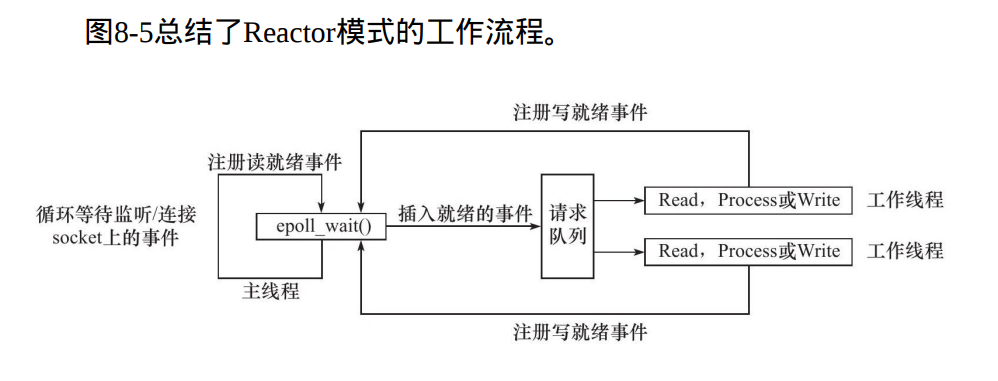 图8-5总结了Reactor模式的工作流程。
注册写就绪事件
注册读就绪事件
循环等待监听/连接
socket上的事件
epoll_wait()
插入就绪的事件
请求
队列
Read，Process或Write
工作线程
Read，Process或Write
工作线程
主线程
注册写就绪事件